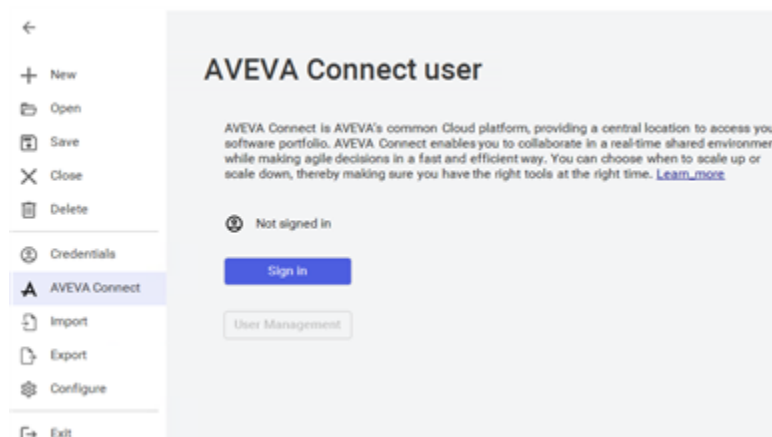 New
Open
Save
Close
Delete
Credentials
AVEVA Connect
Import
Export
Configure
Exit
AVEVA Connect user
AVEVA Connect is AVEVA's common Cloud platform, providing a central location to access you
software portfolio. AVEVA Connect enables you to collaborate in a real-time shared environmen
while making agile decisions in a fast and efficient way. You can choose when to scale up or
scale down, thereby making sure you have the right tools at the right time. Learn_more
Not signed in
Sign in
User Management